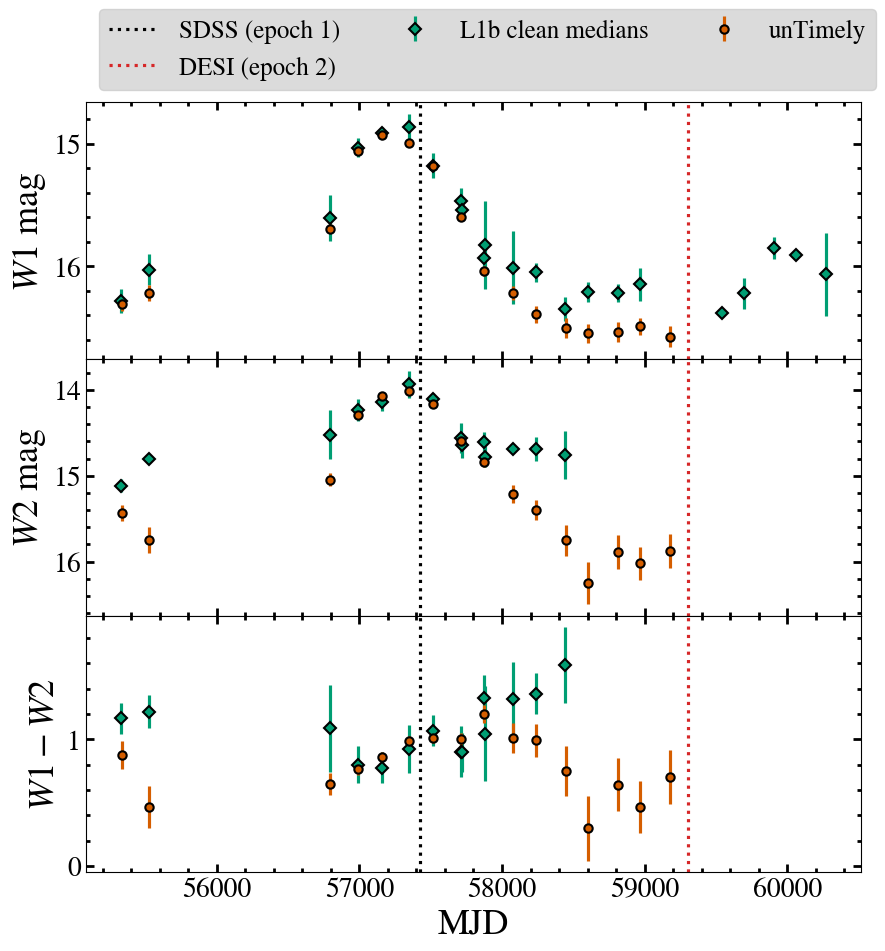 SDSS (epoch 1) L1b clean medians unTimely
DESI (epoch 2)
15
16
W1 mag
14
15
16
W2 mag
1
0
W1 − W2
56000 57000 58000 59000 60000
MJD